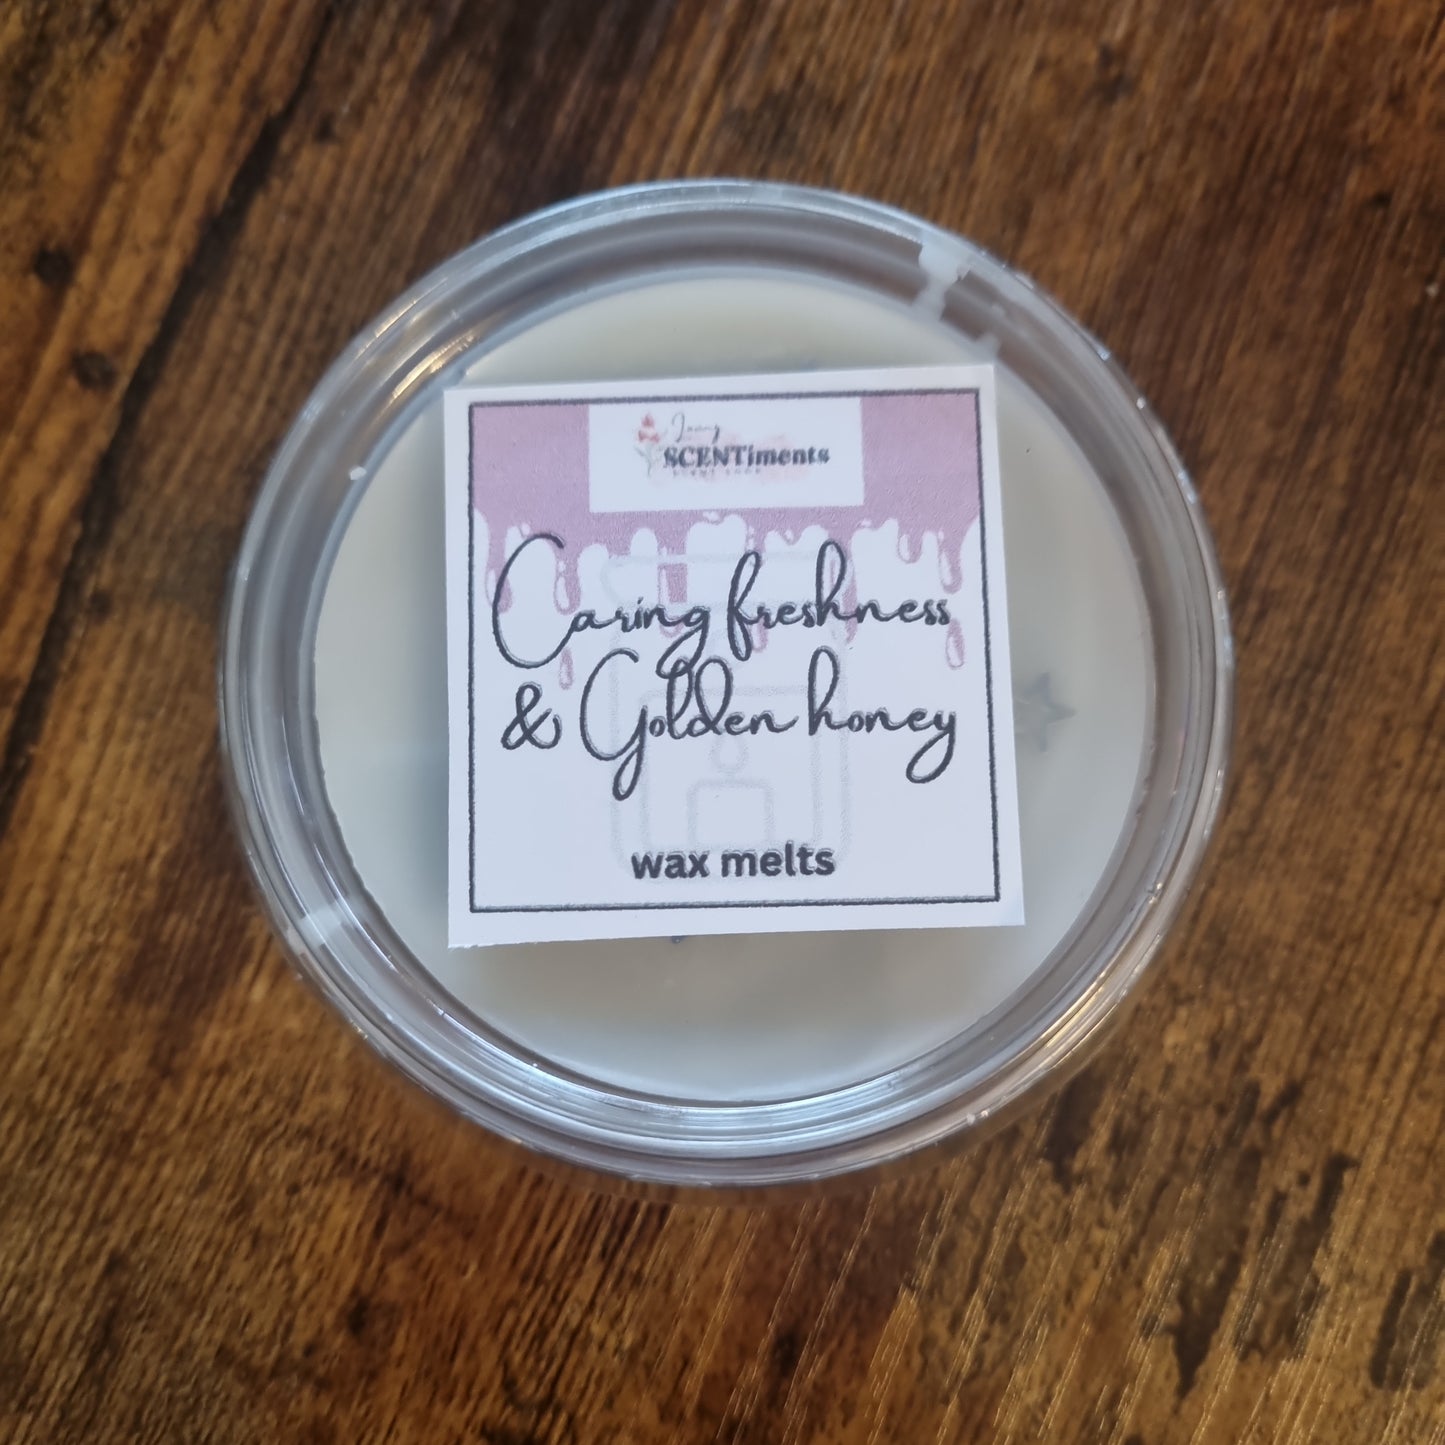 SCENTiments
Caring freshness
& Golden honey
wax melts